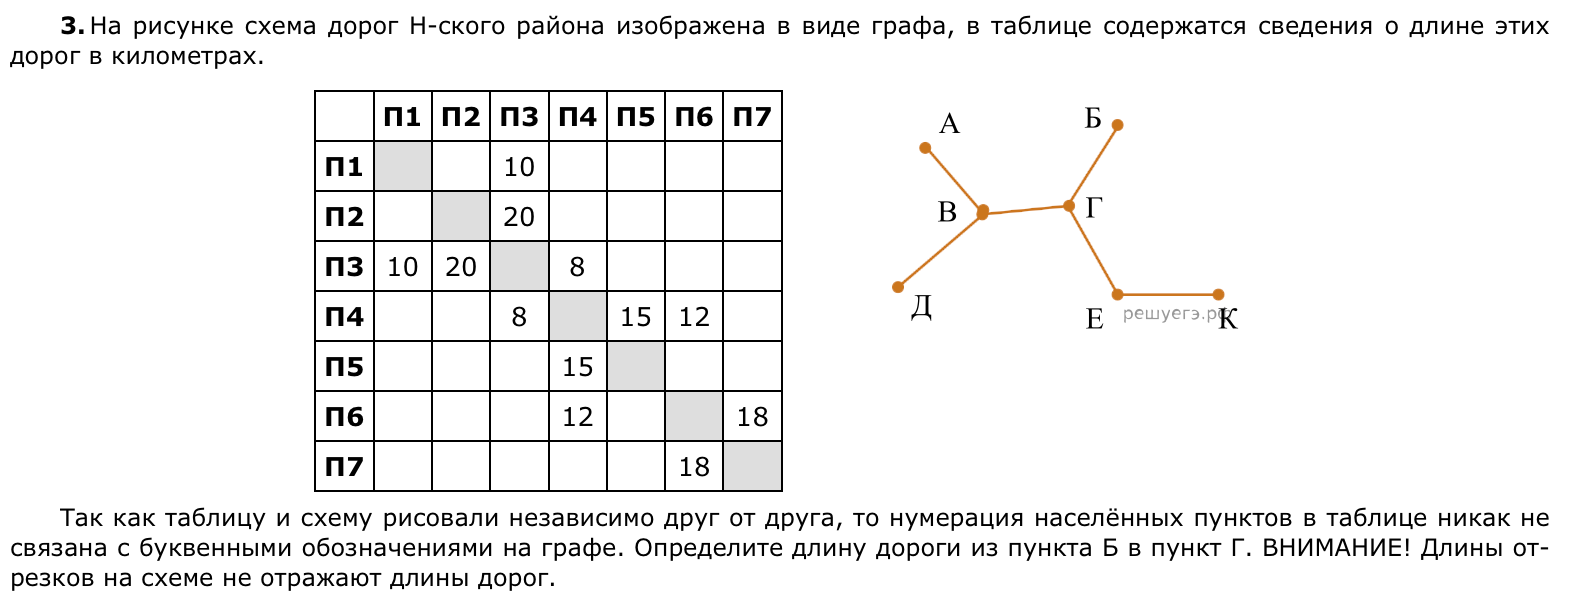 3. На рисунке схема дорог Н-ского района изображена в виде графа, в таблице содержатся сведения о длине этих
дорог в километрах.
П1 П2 П3 П4 П5 П6 П7
П1 10
П2 20
П3 10 20 8
П4 8 15 12
П5 15
П6 12 18
П7 18
А
Б
В
Г
Д
Е
решуегэ.рф
К
Так как таблицу и схему рисовали независимо друг от друга, то нумерация населённых пунктов в таблице никак не
связана с буквенными обозначениями на графе. Определите длину дороги из пункта Б в пункт Г. ВНИМАНИЕ! Длины от-
резков на схеме не отражают длины дорог.